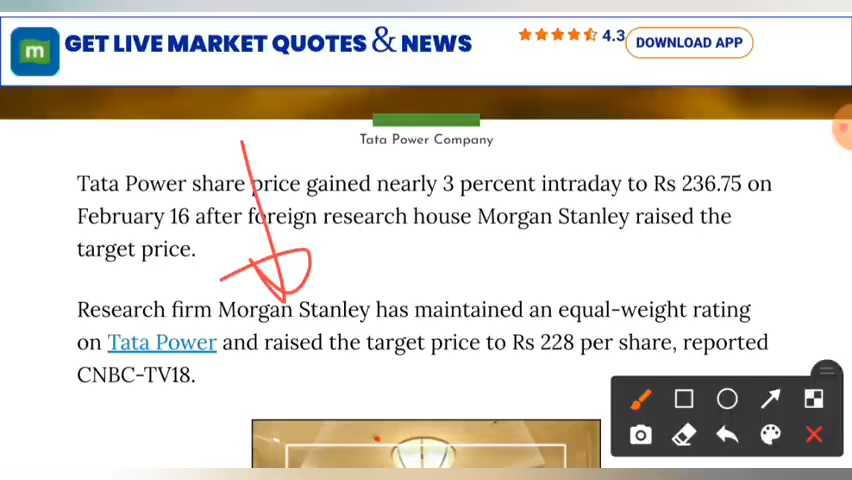 m GET LIVE MARKET QUOTES & NEWS 4.3 DOWNLOAD APP
Tata Power Company
Tata Power share price gained nearly 3 percent intraday to Rs 236.75 on
February 16 after foreign research house Morgan Stanley raised the
target price.
Research firm Morgan Stanley has maintained an equal-weight rating
on Tata Power and raised the target price to Rs 228 per share, reported
CNBC-TV18.